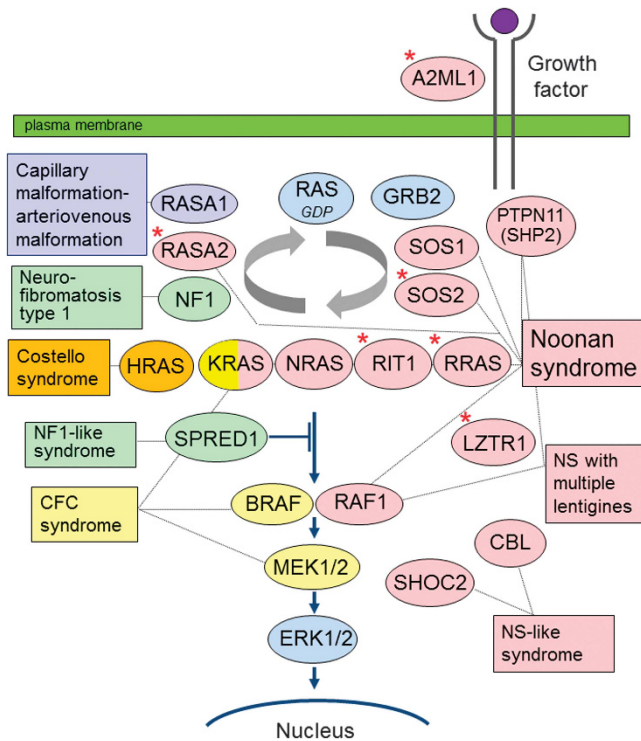 *
A2ML1
Growth
factor
plasma membrane
Capillary
malformation-
arteriovenous
malformation
RASA1
*
RASA2
RAS
GDP
GRB2
PTPN11
(SHP2)
SOS1
*
SOS2
Neuro-
fibromatosis
type 1
NF1
Noonan
syndrome
Costello
syndrome
HRAS
KRAS
NRAS
*
RIT1
*
RRAS
NF1-like
syndrome
SPRED1
*
LZTR1
NS with
multiple
lentigines
CFC
syndrome
BRAF
RAF1
CBL
MEK1/2
SHOC2
ERK1/2
NS-like
syndrome
Nucleus